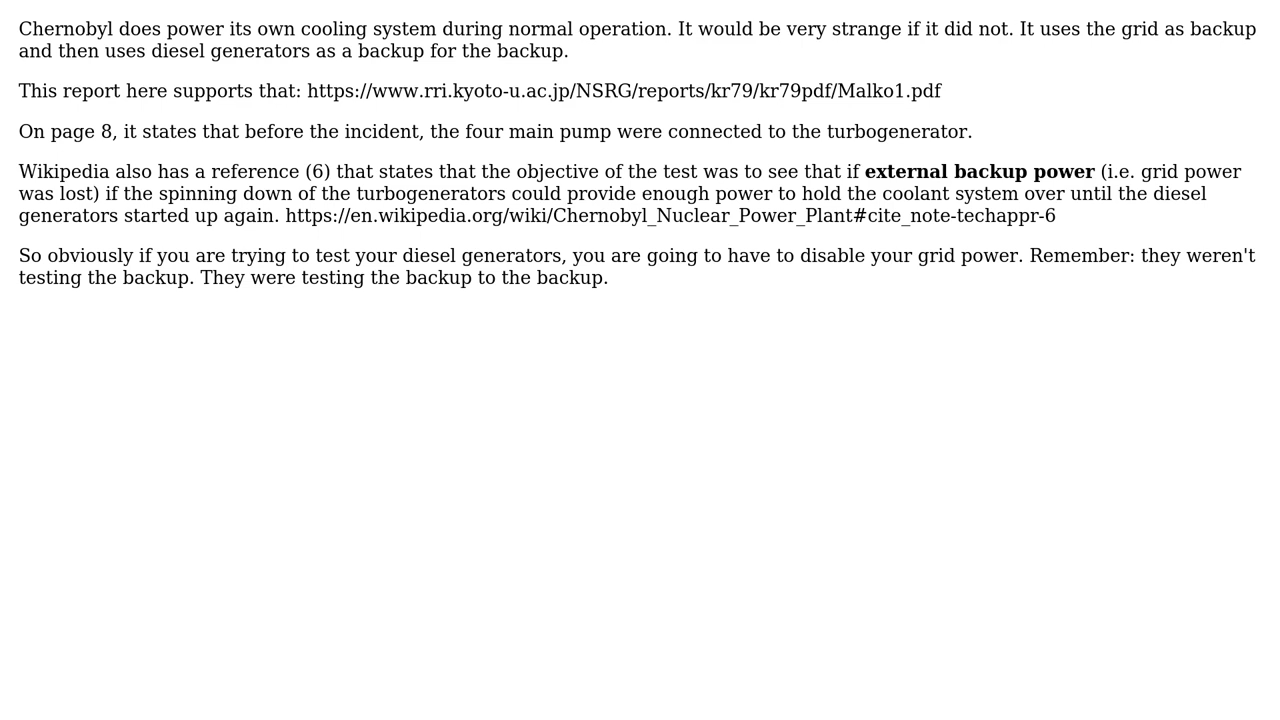 Chernobyl does power its own cooling system during normal operation. It would be very strange if it did not. It uses the grid as backup
and then uses diesel generators as a backup for the backup.
This report here supports that: https://www.rri.kyoto-u.ac.jp/NSRG/reports/kr79/kr79pdf/Malko1.pdf
On page 8, it states that before the incident, the four main pump were connected to the turbogenerator.
Wikipedia also has a reference (6) that states that the objective of the test was to see that if external backup power (i.e. grid power
was lost) if the spinning down of the turbogenerators could provide enough power to hold the coolant system over until the diesel
generators started up again. https://en.wikipedia.org/wiki/Chernobyl_Nuclear_Power_Plant#cite_note-techappr-6
So obviously if you are trying to test your diesel generators, you are going to have to disable your grid power. Remember: they weren't
testing the backup. They were testing the backup to the backup.